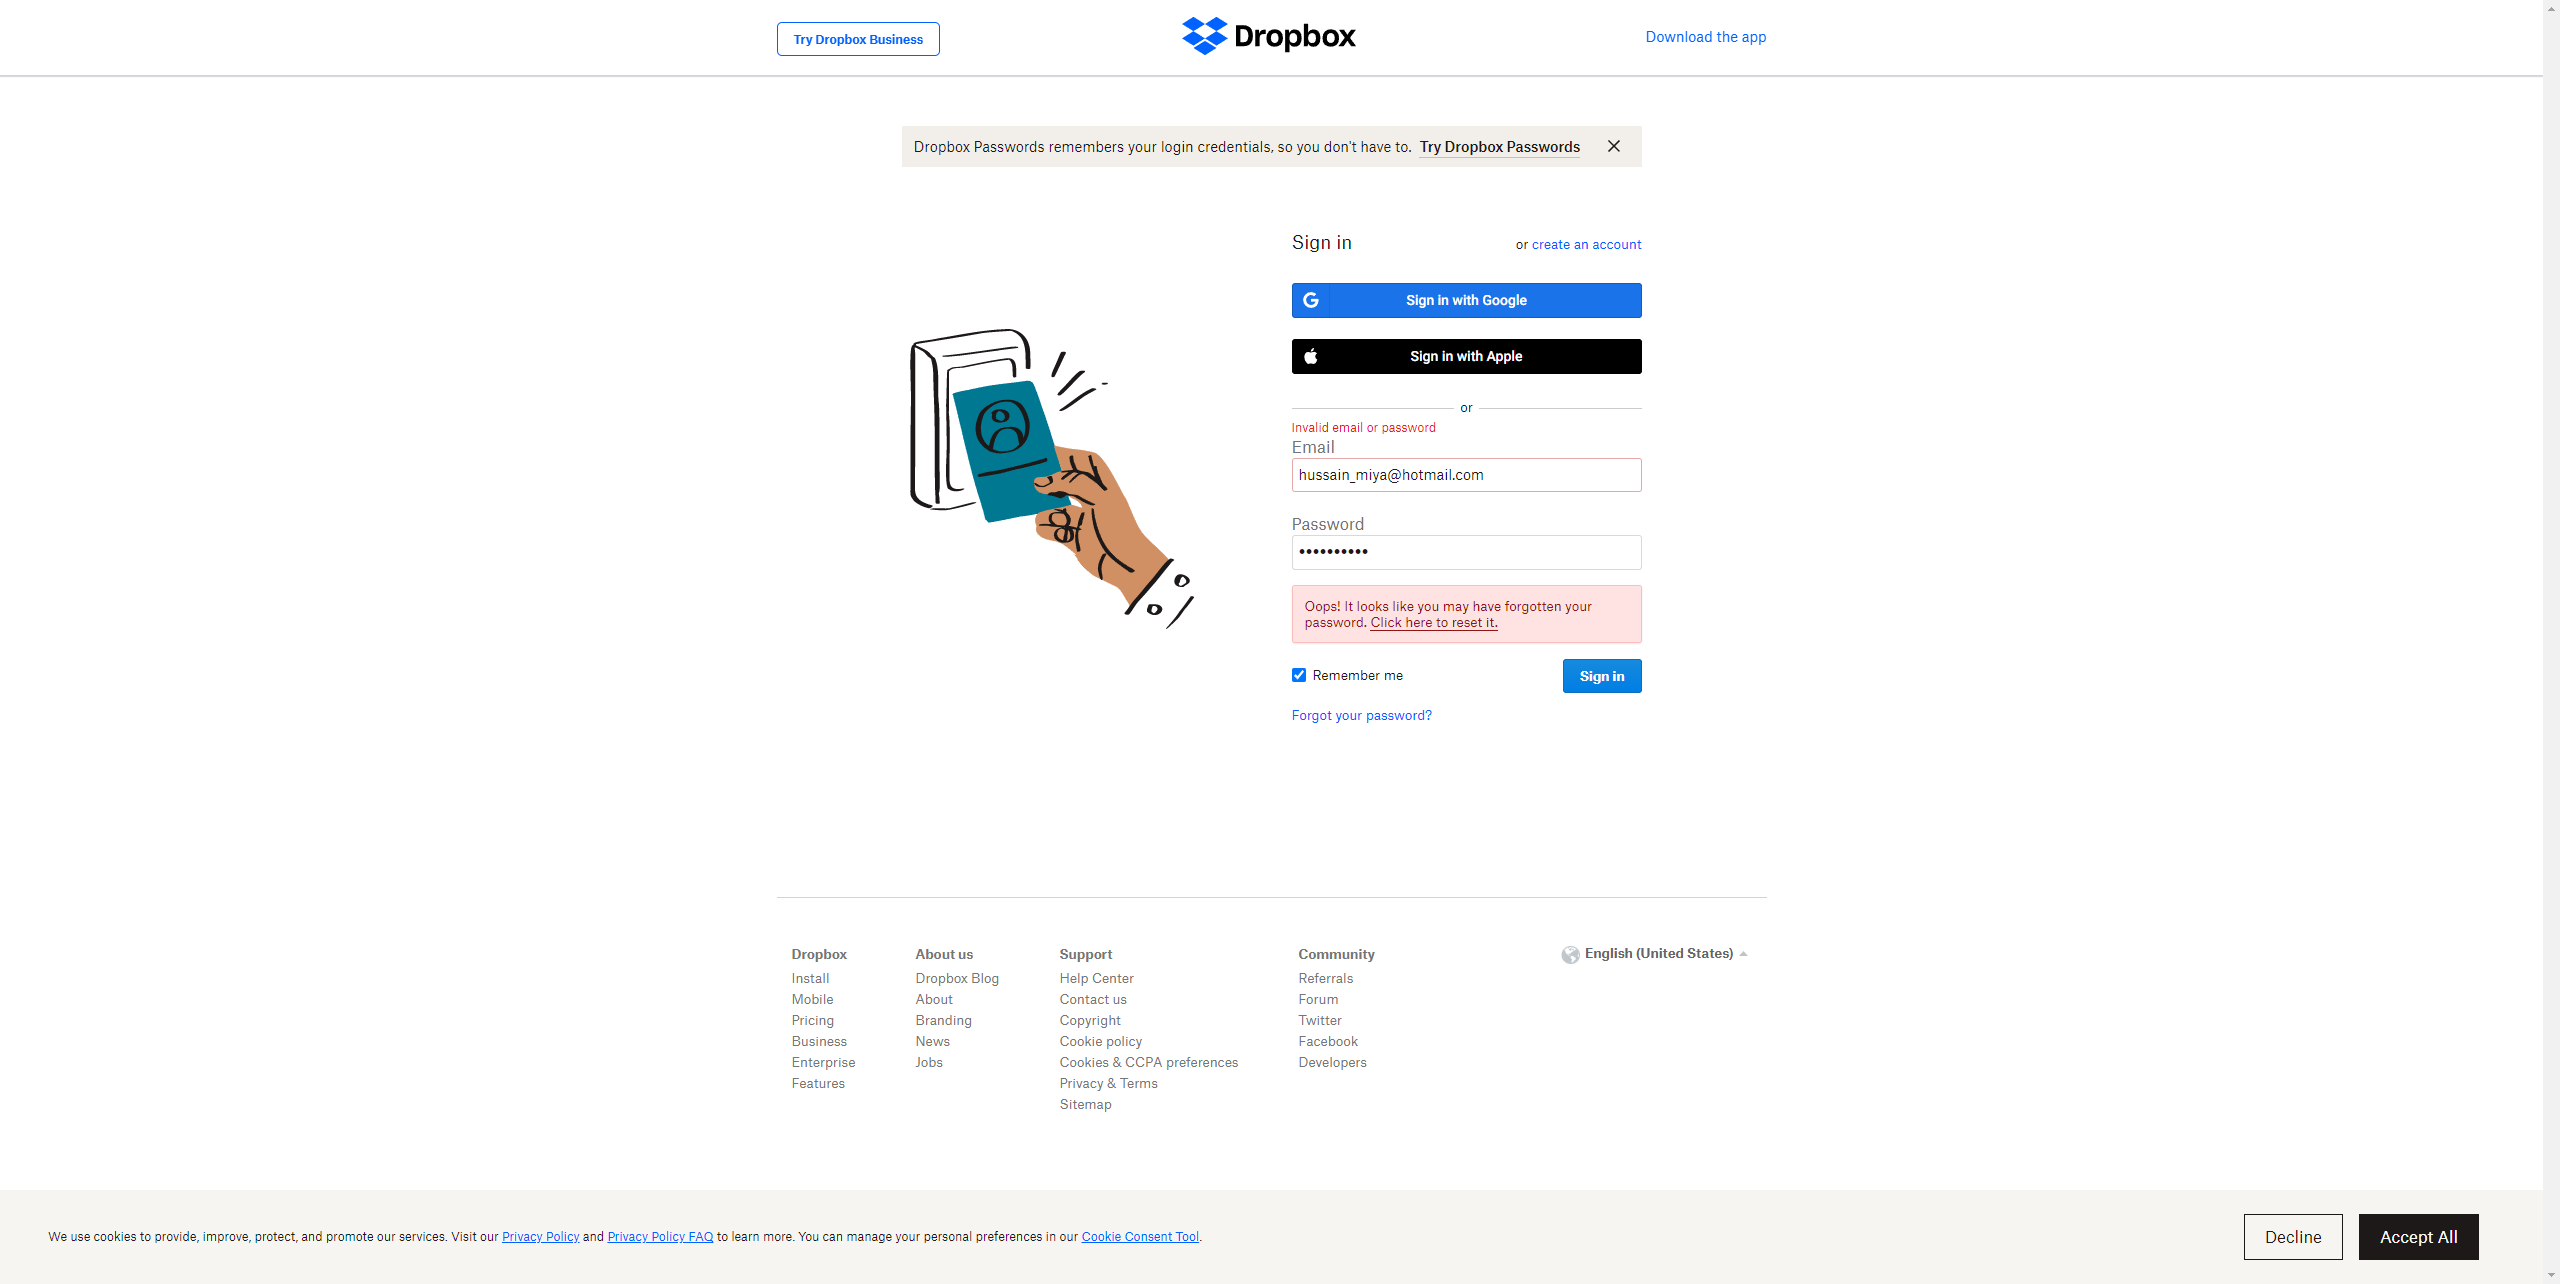 Try Dropbox Business
Dropbox
Download the app
Dropbox Passwords remembers your login credentials, so you don't have to. Try Dropbox Passwords
Sign in
or create an account
Sign in with Google
Sign in with Apple
or
Invalid email or password
Email
hussain_miya@hotmail.com
Password
••••••••••
Oops! It looks like you may have forgotten your
password. Click here to reset it.
Remember me
Sign in
Forgot your password?
Dropbox
Install
Mobile
Pricing
Business
Enterprise
Features
About us
Dropbox Blog
About
Branding
News
Jobs
Support
Help Center
Contact us
Copyright
Cookie policy
Cookies & CCPA preferences
Privacy & Terms
Sitemap
Community
Referrals
Forum
Twitter
Facebook
Developers
English (United States)
We use cookies to provide, improve, protect, and promote our services. Visit our Privacy Policy and Privacy Policy FAQ to learn more. You can manage your personal preferences in our Cookie Consent Tool.
Decline
Accept All